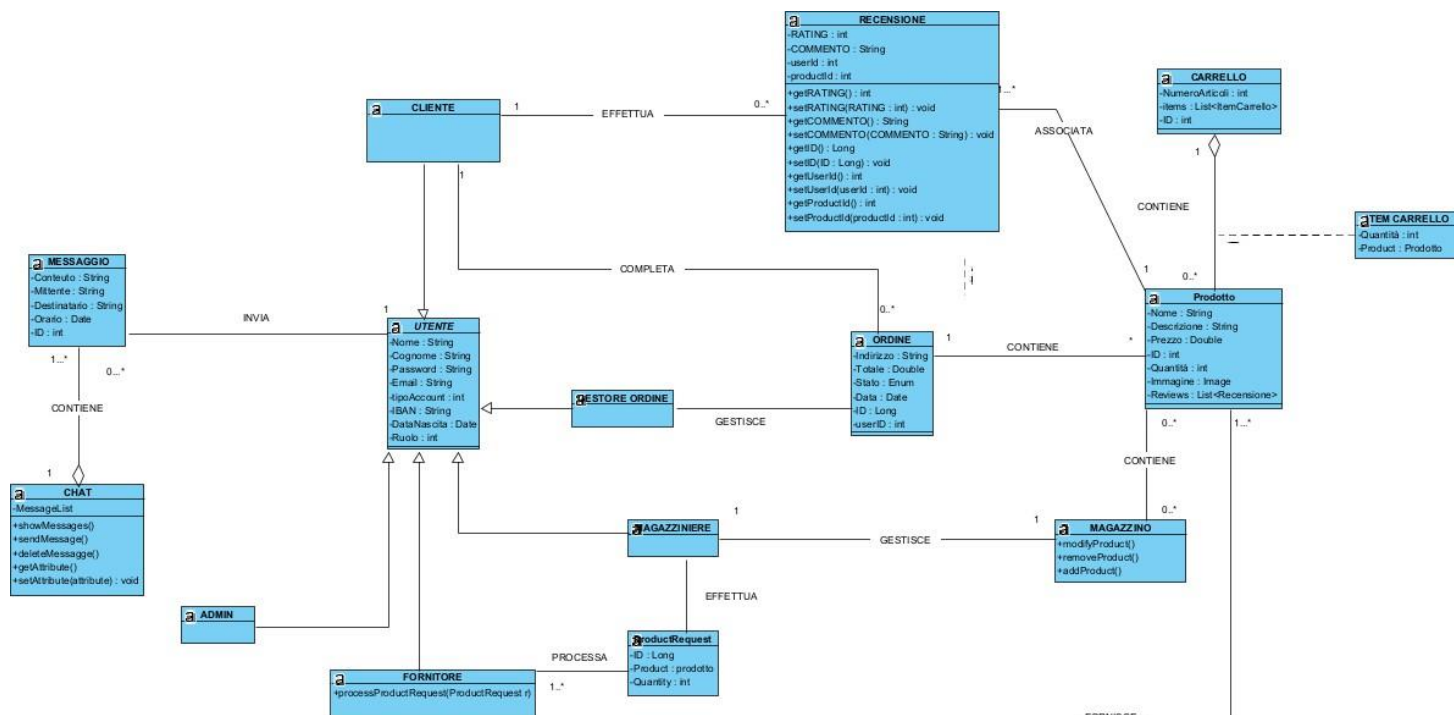 RECENSIONE
-RATING : int
-COMMENTO : String
-userId : int
-productId : int
+getRATING() : int
+setRATING(RATING : int) : void
+getCOMMENTO() : String
+setCOMMENTO(COMMENTO : String) : void
+getID() : Long
+setID(ID : Long) : void
+getUserId() : int
+setUserId(userId : int) : void
+getProductId() : int
+setProductId(productId : int) : void
CARRELLO
-NumeroArticoli : int
-items : List<ItemCarrello>
-ID : int
CLIENTE
1
EFFETTUA
0..*
1...*
ASSOCIATA
1
1
CONTIENE
0..*
1
ITEM CARRELLO
-Quantità : int
-Product : Prodotto
MESSAGGIO
-Conteuto : String
-Mittente : String
-Destinatario : String
-Orario : Date
-ID : int
COMPLETA
0..*
INVIA
1
1...*
0...*
CONTIENE
1
UTENTE
-Nome : String
-Cognome : String
-Password : String
-Email : String
-tipoAccount : int
-IBAN : String
-DataNascita : Date
-Ruolo : int
ORDINE
-Indirizzo : String
-Totale : Double
-Stato : Enum
-Data : Date
-ID : Long
-userID : int
1
CONTIENE
*
Prodotto
-Nome : String
-Descrizione : String
-Prezzo : Double
-ID : int
-Quantità : int
-Immagine : Image
-Reviews : List<Recensione>
GESTORE ORDINE
GESTISCE
0..*
1...*
CONTIENE
0..*
CHAT
-MessageList
+showMessages()
+sendMessage()
+deleteMessagge()
+getAttribute()
+setAttribute(attribute) : void
MAGAZZINIERE
1
GESTISCE
1
MAGAZZINO
+modifyProduct()
+removeProduct()
+addProduct()
EFFETTUA
ADMIN
ProductRequest
-ID : Long
-Product : prodotto
-Quantity : int
PROCESSA
1..*
FORNITORE
+processProductRequest(ProductRequest r)
FORNISCE